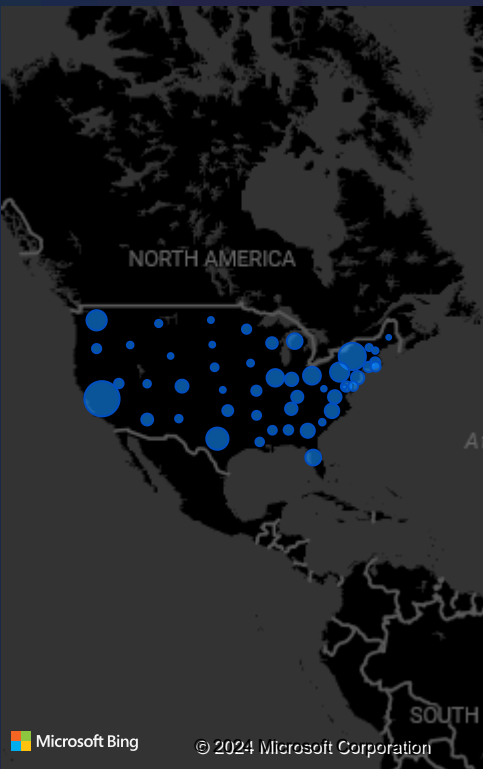 NORTH AMERICA
A
SOUTH
Microsoft Bing
© 2024 Microsoft Corporation